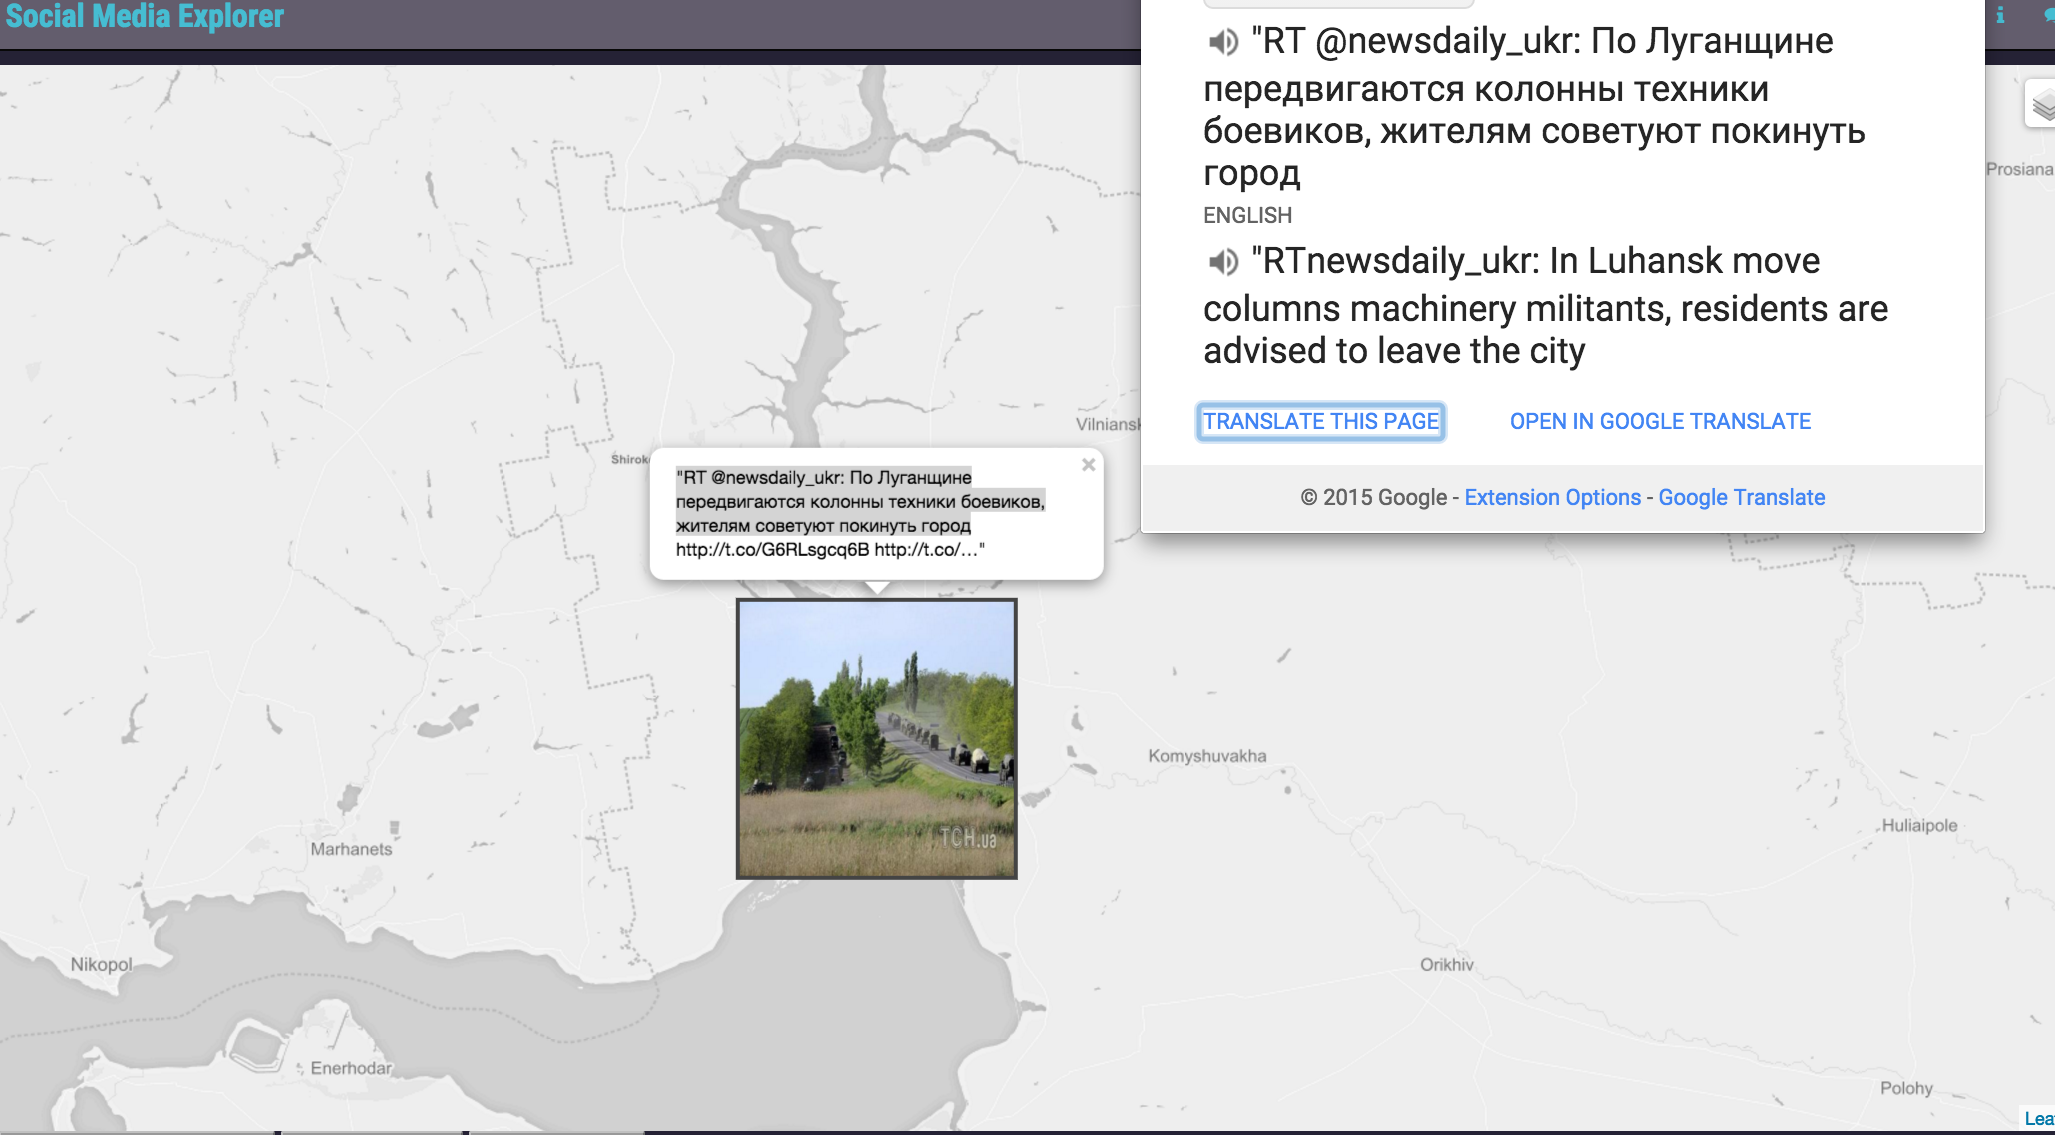 Social Media Explorer
"RT @newsdaily_ukr: По Луганщине
передвигаются колонны техники
боевиков, жителям советуют покинуть
город
ENGLISH
"RTnewsdaily_ukr: In Luhansk move
columns machinery militants, residents are
advised to leave the city
TRANSLATE THIS PAGE
OPEN IN GOOGLE TRANSLATE
© 2015 Google - Extension Options - Google Translate
Prosiana
Vilniansk
Shiroko
"RT @newsdaily_ukr: По Луганщине
передвигаются колонны техники боевиков,
жителям советуют покинуть город
http://t.co/G6RLsgcq6B http://t.co/…"
TCH.ua
Komyshuvakha
Huliaipole
Marhanets
Nikopol
Orikhiv
Enerhodar
Polohy
Lea